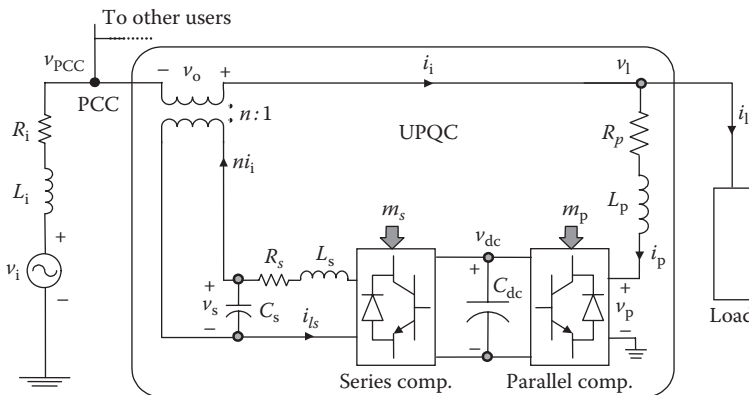 To other users
v_PCC
− v_o +
i_i
v_l
PCC
n : 1
i_l
R_i
UPQC
R_p
ni_i
L_i
L_p
m_s
m_p
+
R_s
L_s
v_dc
i_p
v_i
+
+
+
−
v_s
C_s
C_dc
v_p
−
i_ls
−
−
Load
Series comp.
Parallel comp.